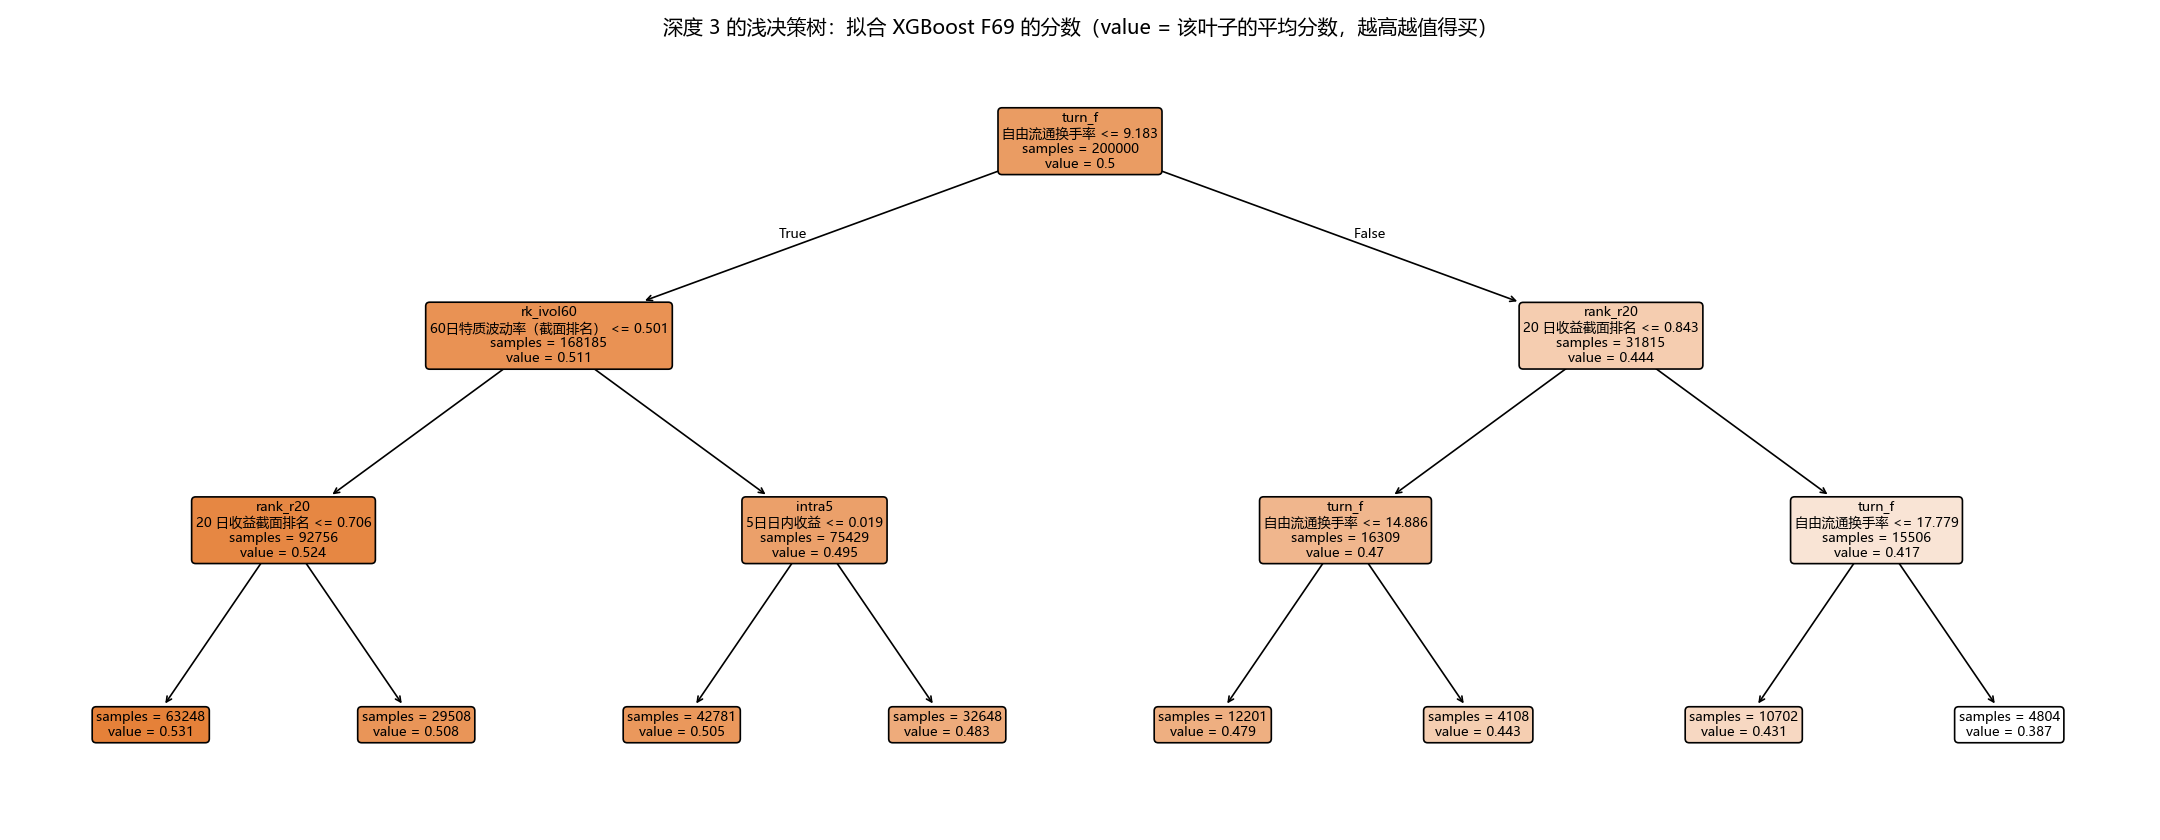 深度 3 的浅决策树：拟合 XGBoost F69 的分数（value = 该叶子的平均分数，越高越值得买）
turn_f
自由流通换手率 <= 9.183
samples = 200000
value = 0.5
True
False
rk_ivol60
60日特质波动率（截面排名） <= 0.501
samples = 168185
value = 0.511
rank_r20
20 日收益截面排名 <= 0.843
samples = 31815
value = 0.444
rank_r20
20 日收益截面排名 <= 0.706
samples = 92756
value = 0.524
intra5
5日日内收益 <= 0.019
samples = 75429
value = 0.495
turn_f
自由流通换手率 <= 14.886
samples = 16309
value = 0.47
turn_f
自由流通换手率 <= 17.779
samples = 15506
value = 0.417
samples = 63248
value = 0.531
samples = 29508
value = 0.508
samples = 42781
value = 0.505
samples = 32648
value = 0.483
samples = 12201
value = 0.479
samples = 4108
value = 0.443
samples = 10702
value = 0.431
samples = 4804
value = 0.387